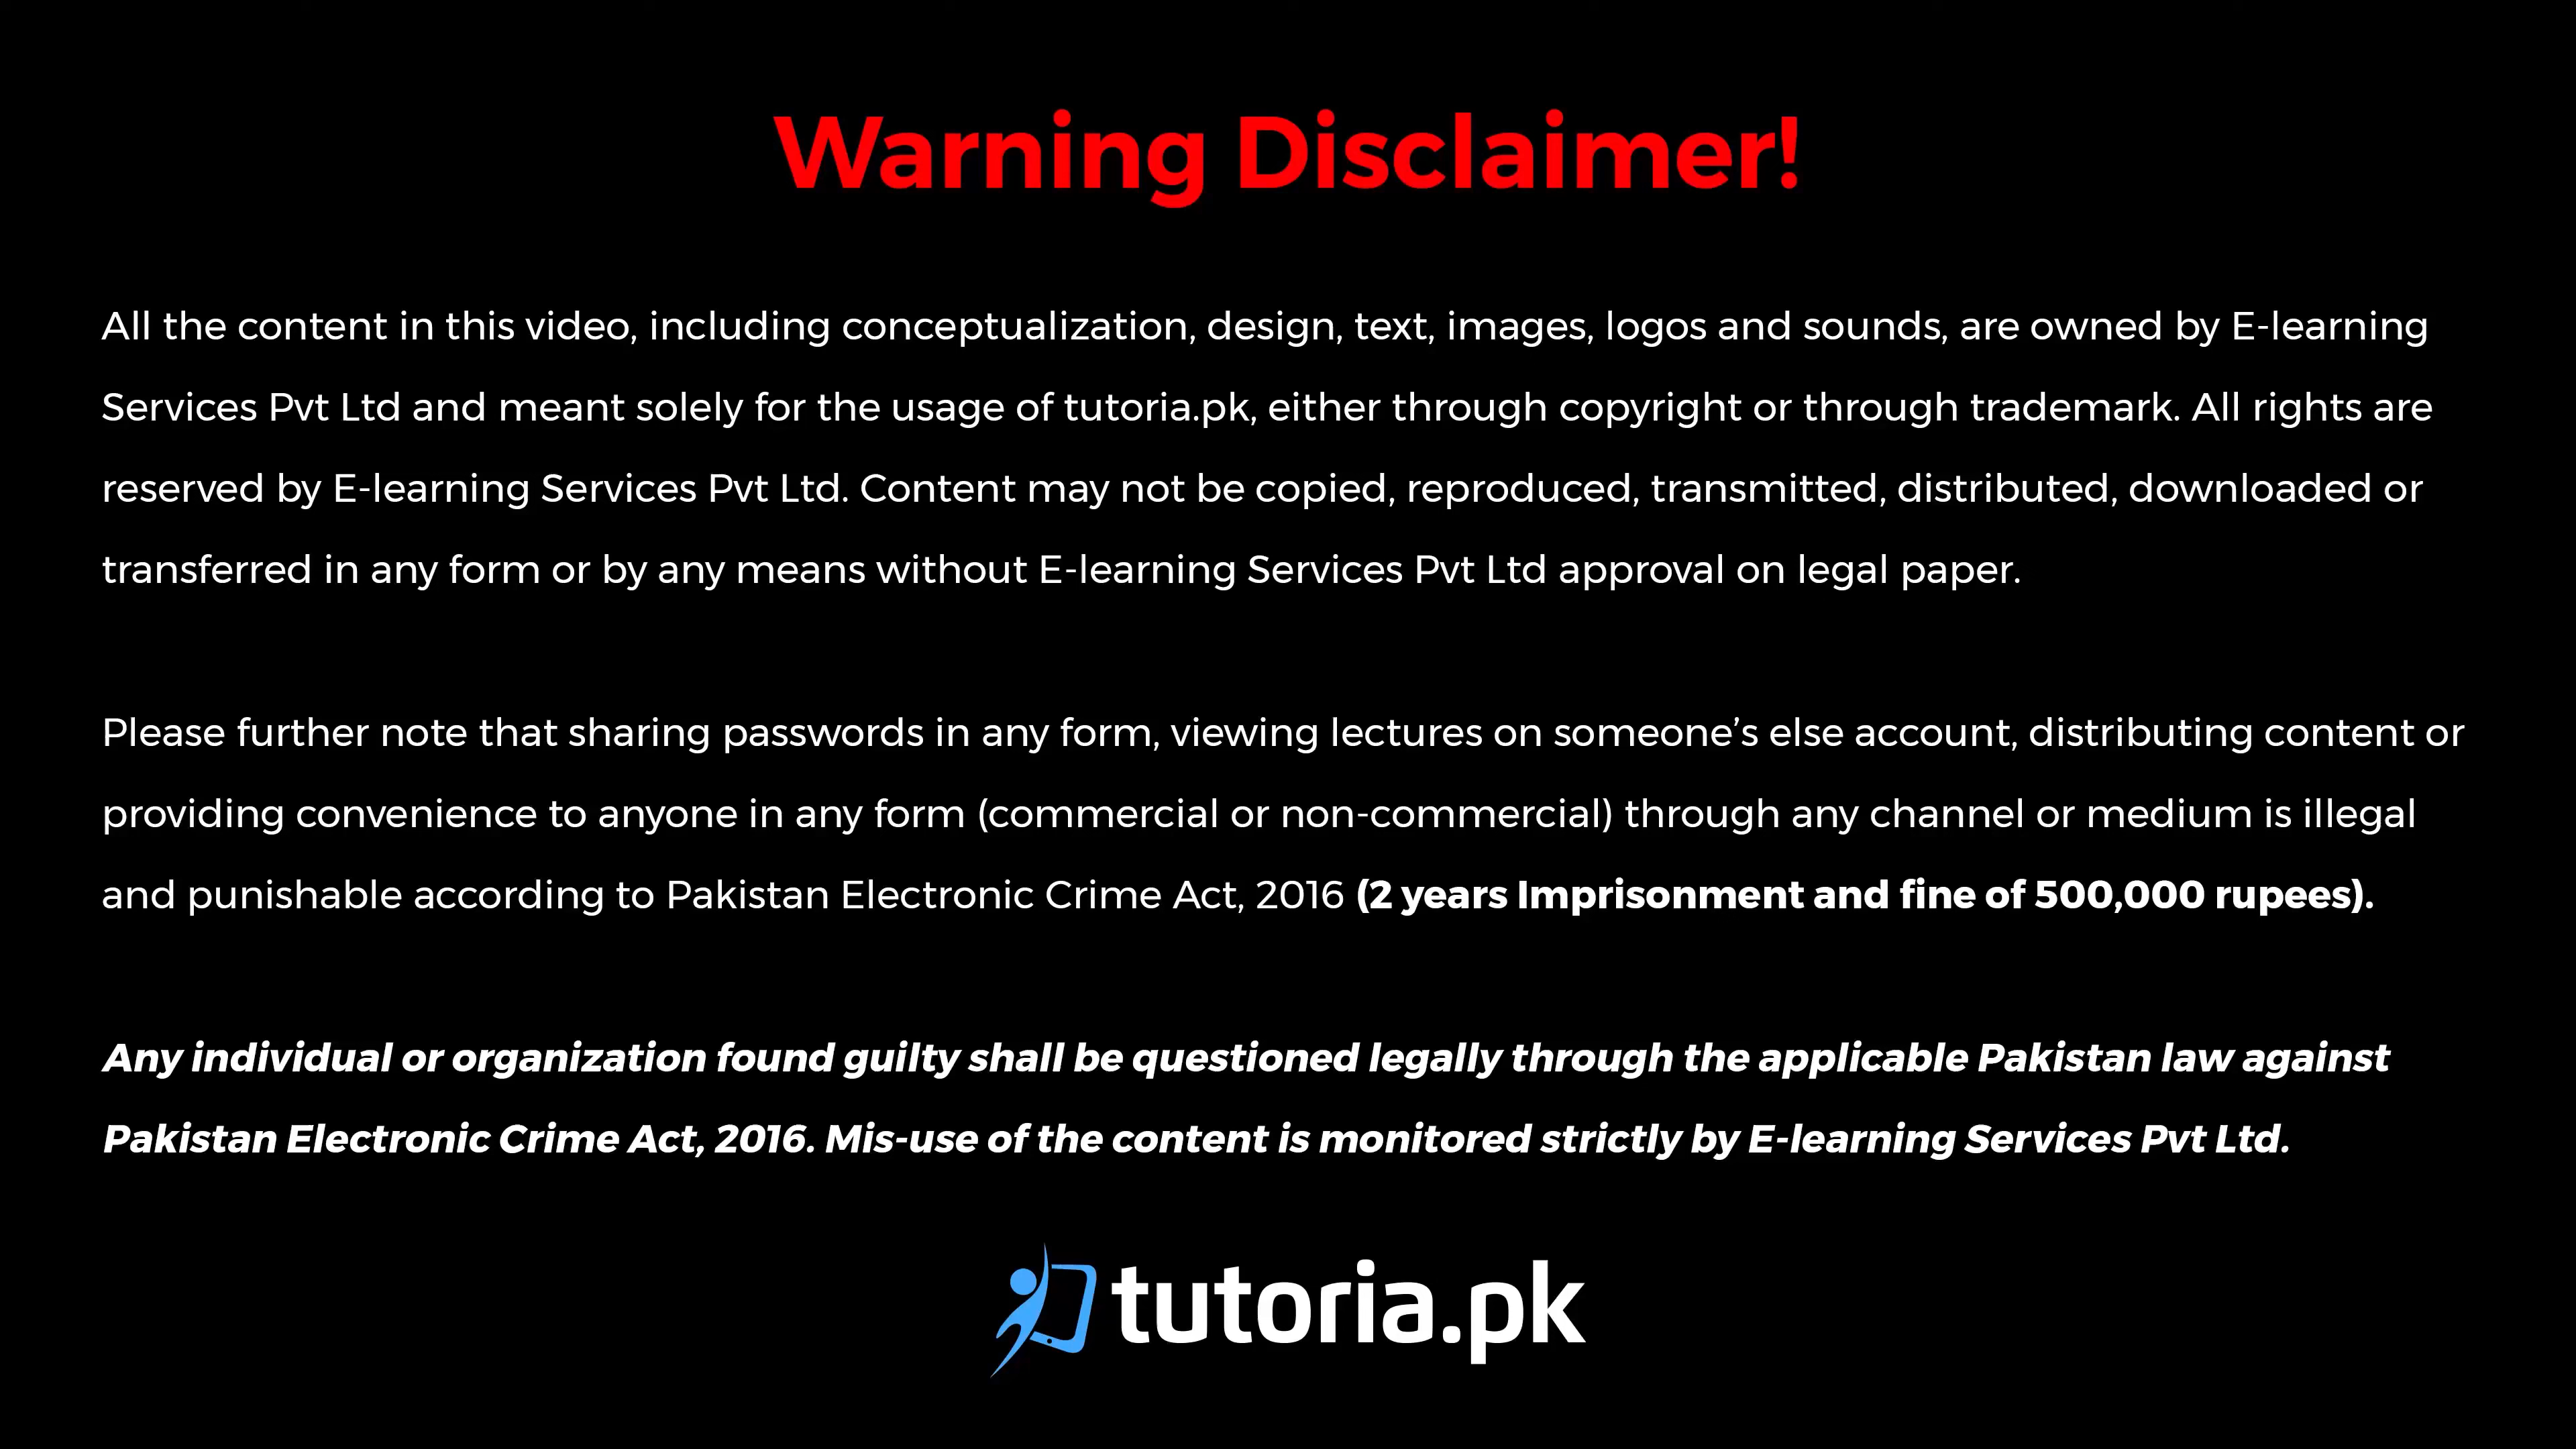 Warning Disclaimer!
All the content in this video, including conceptualization, design, text, images, logos and sounds, are owned by E-learning
Services Pvt Ltd and meant solely for the usage of tutoria.pk, either through copyright or through trademark. All rights are
reserved by E-learning Services Pvt Ltd. Content may not be copied, reproduced, transmitted, distributed, downloaded or
transferred in any form or by any means without E-learning Services Pvt Ltd approval on legal paper.
Please further note that sharing passwords in any form, viewing lectures on someone’s else account, distributing content or
providing convenience to anyone in any form (commercial or non-commercial) through any channel or medium is illegal
and punishable according to Pakistan Electronic Crime Act, 2016 (2 years Imprisonment and fine of 500,000 rupees).
Any individual or organization found guilty shall be questioned legally through the applicable Pakistan law against
Pakistan Electronic Crime Act, 2016. Mis-use of the content is monitored strictly by E-learning Services Pvt Ltd.
tutoria.pk